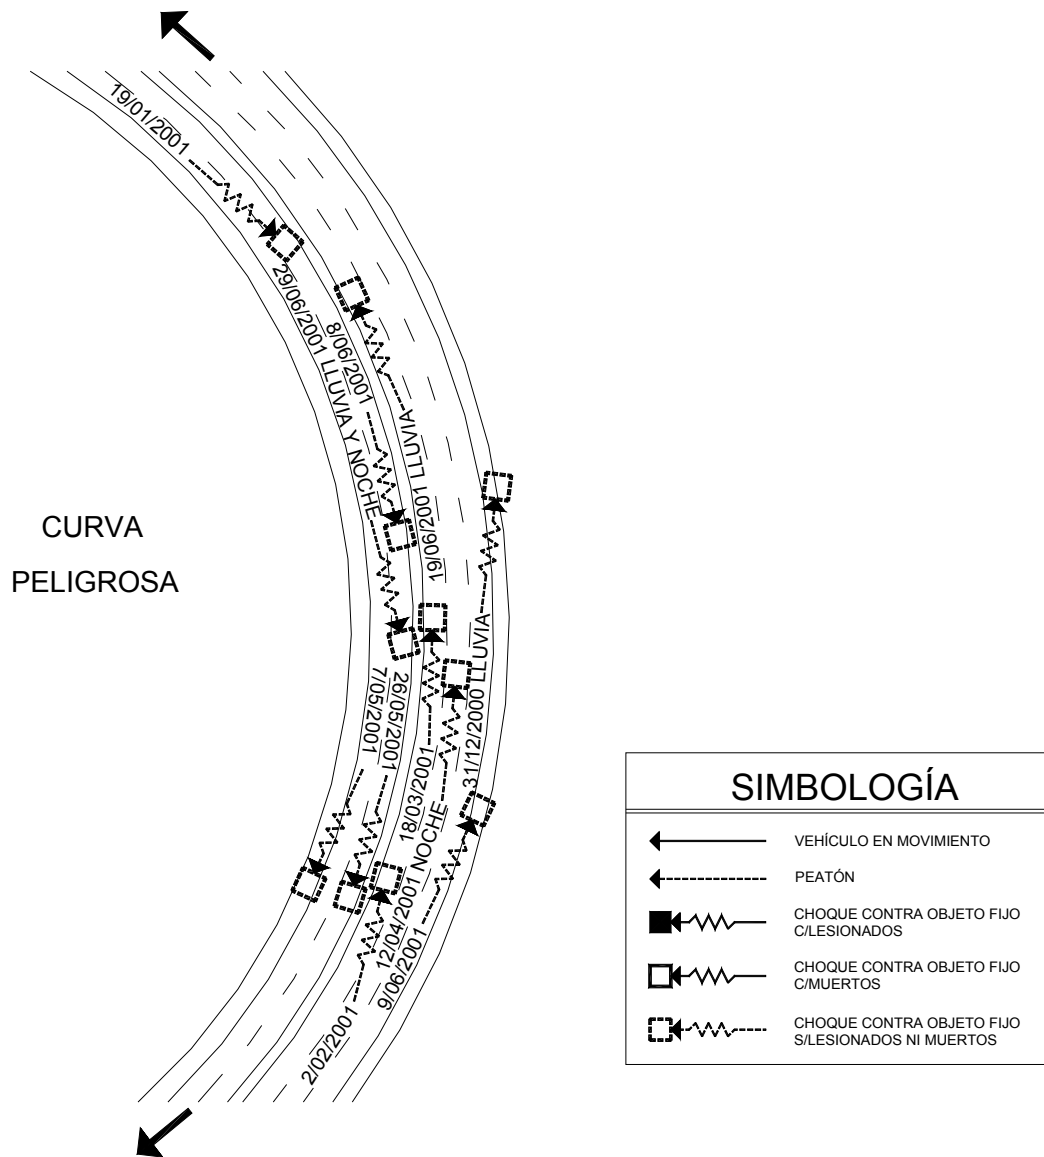 19/01/2001
29/06/2001 LLUVIA Y NOCHE
8/06/2001
19/06/2001 LLUVIA
CURVA
PELIGROSA
31/12/2000 LLUVIA
26/05/2001
7/05/2001
18/03/2001
12/04/2001 NOCHE
9/06/2001
2/02/2001
SIMBOLOGÍA
VEHÍCULO EN MOVIMIENTO
PEATÓN
CHOQUE CONTRA OBJETO FIJO
C/LESIONADOS
CHOQUE CONTRA OBJETO FIJO
C/MUERTOS
CHOQUE CONTRA OBJETO FIJO
S/LESIONADOS NI MUERTOS